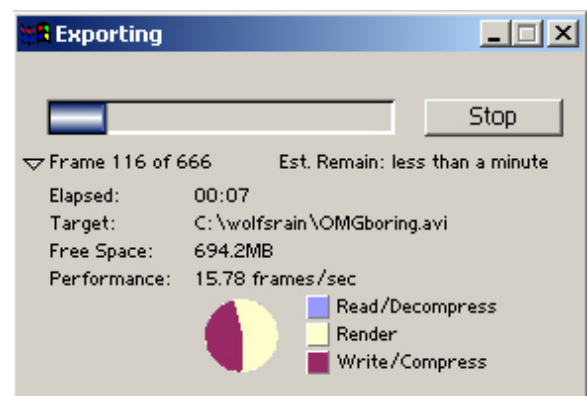 Exporting
Stop
Frame 116 of 666 Est. Remain: less than a minute
Elapsed: 00:07
Target: C:\wolfsrain\OMGboring.avi
Free Space: 694.2MB
Performance: 15.78 frames/sec
Read/Decompress
Render
Write/Compress